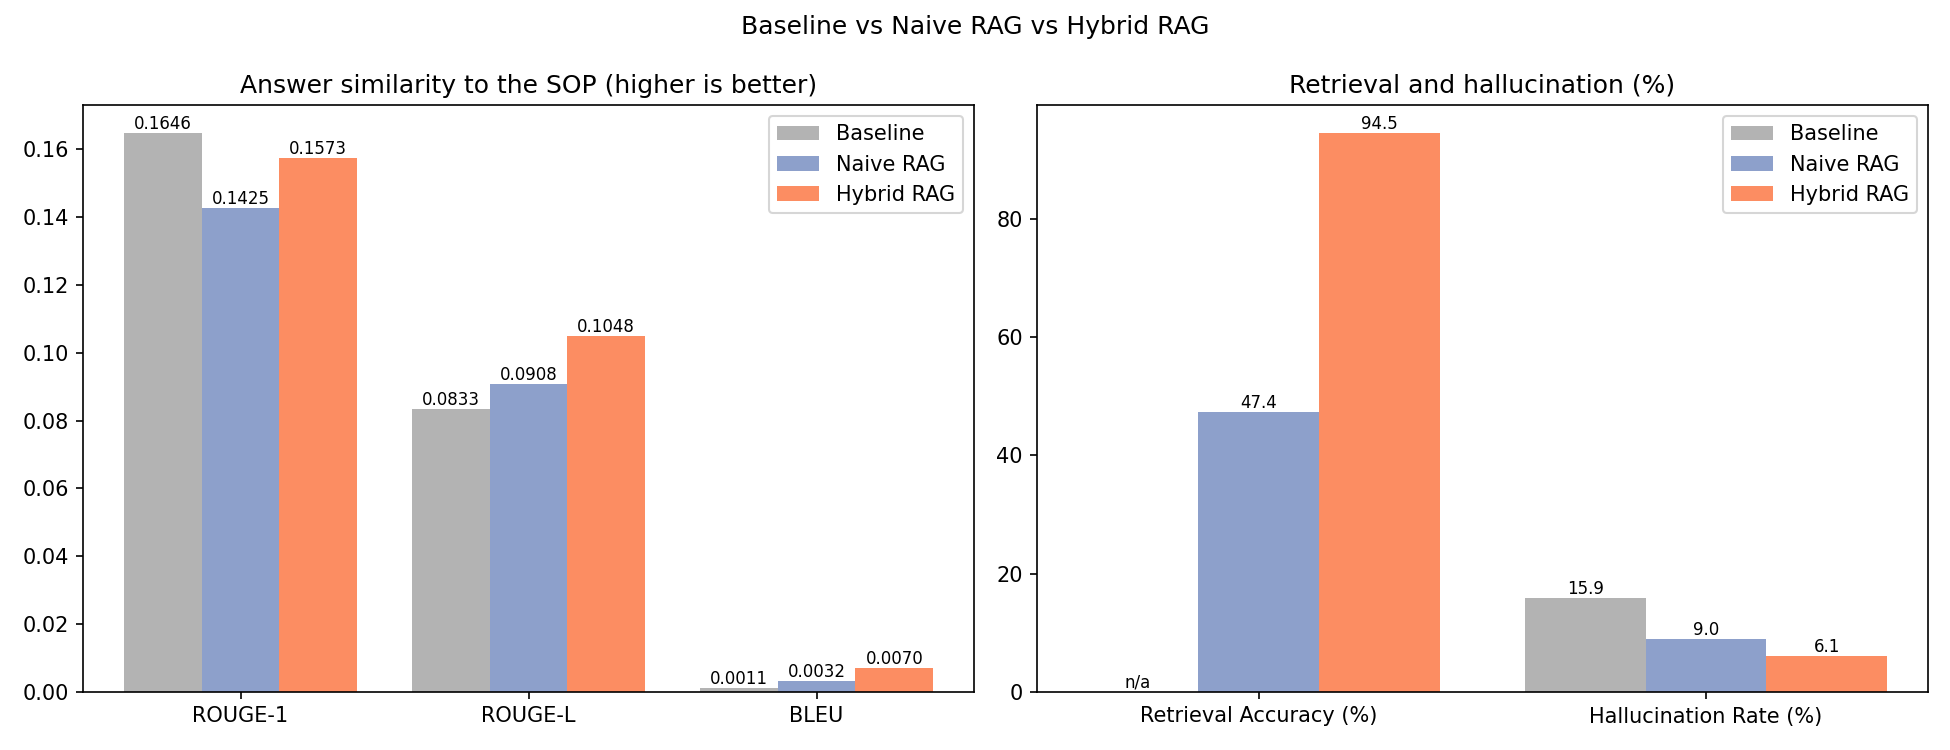 Baseline vs Naive RAG vs Hybrid RAG
Answer similarity to the SOP (higher is better)
0.16
0.14
0.12
0.10
0.08
0.06
0.04
0.02
0.00
0.1646
0.1425
0.1573
0.0833
0.0908
0.1048
0.0011
0.0032
0.0070
Baseline
Naive RAG
Hybrid RAG
ROUGE-1
ROUGE-L
BLEU
Retrieval and hallucination (%)
80
60
40
20
0
n/a
47.4
94.5
15.9
9.0
6.1
Baseline
Naive RAG
Hybrid RAG
Retrieval Accuracy (%)
Hallucination Rate (%)